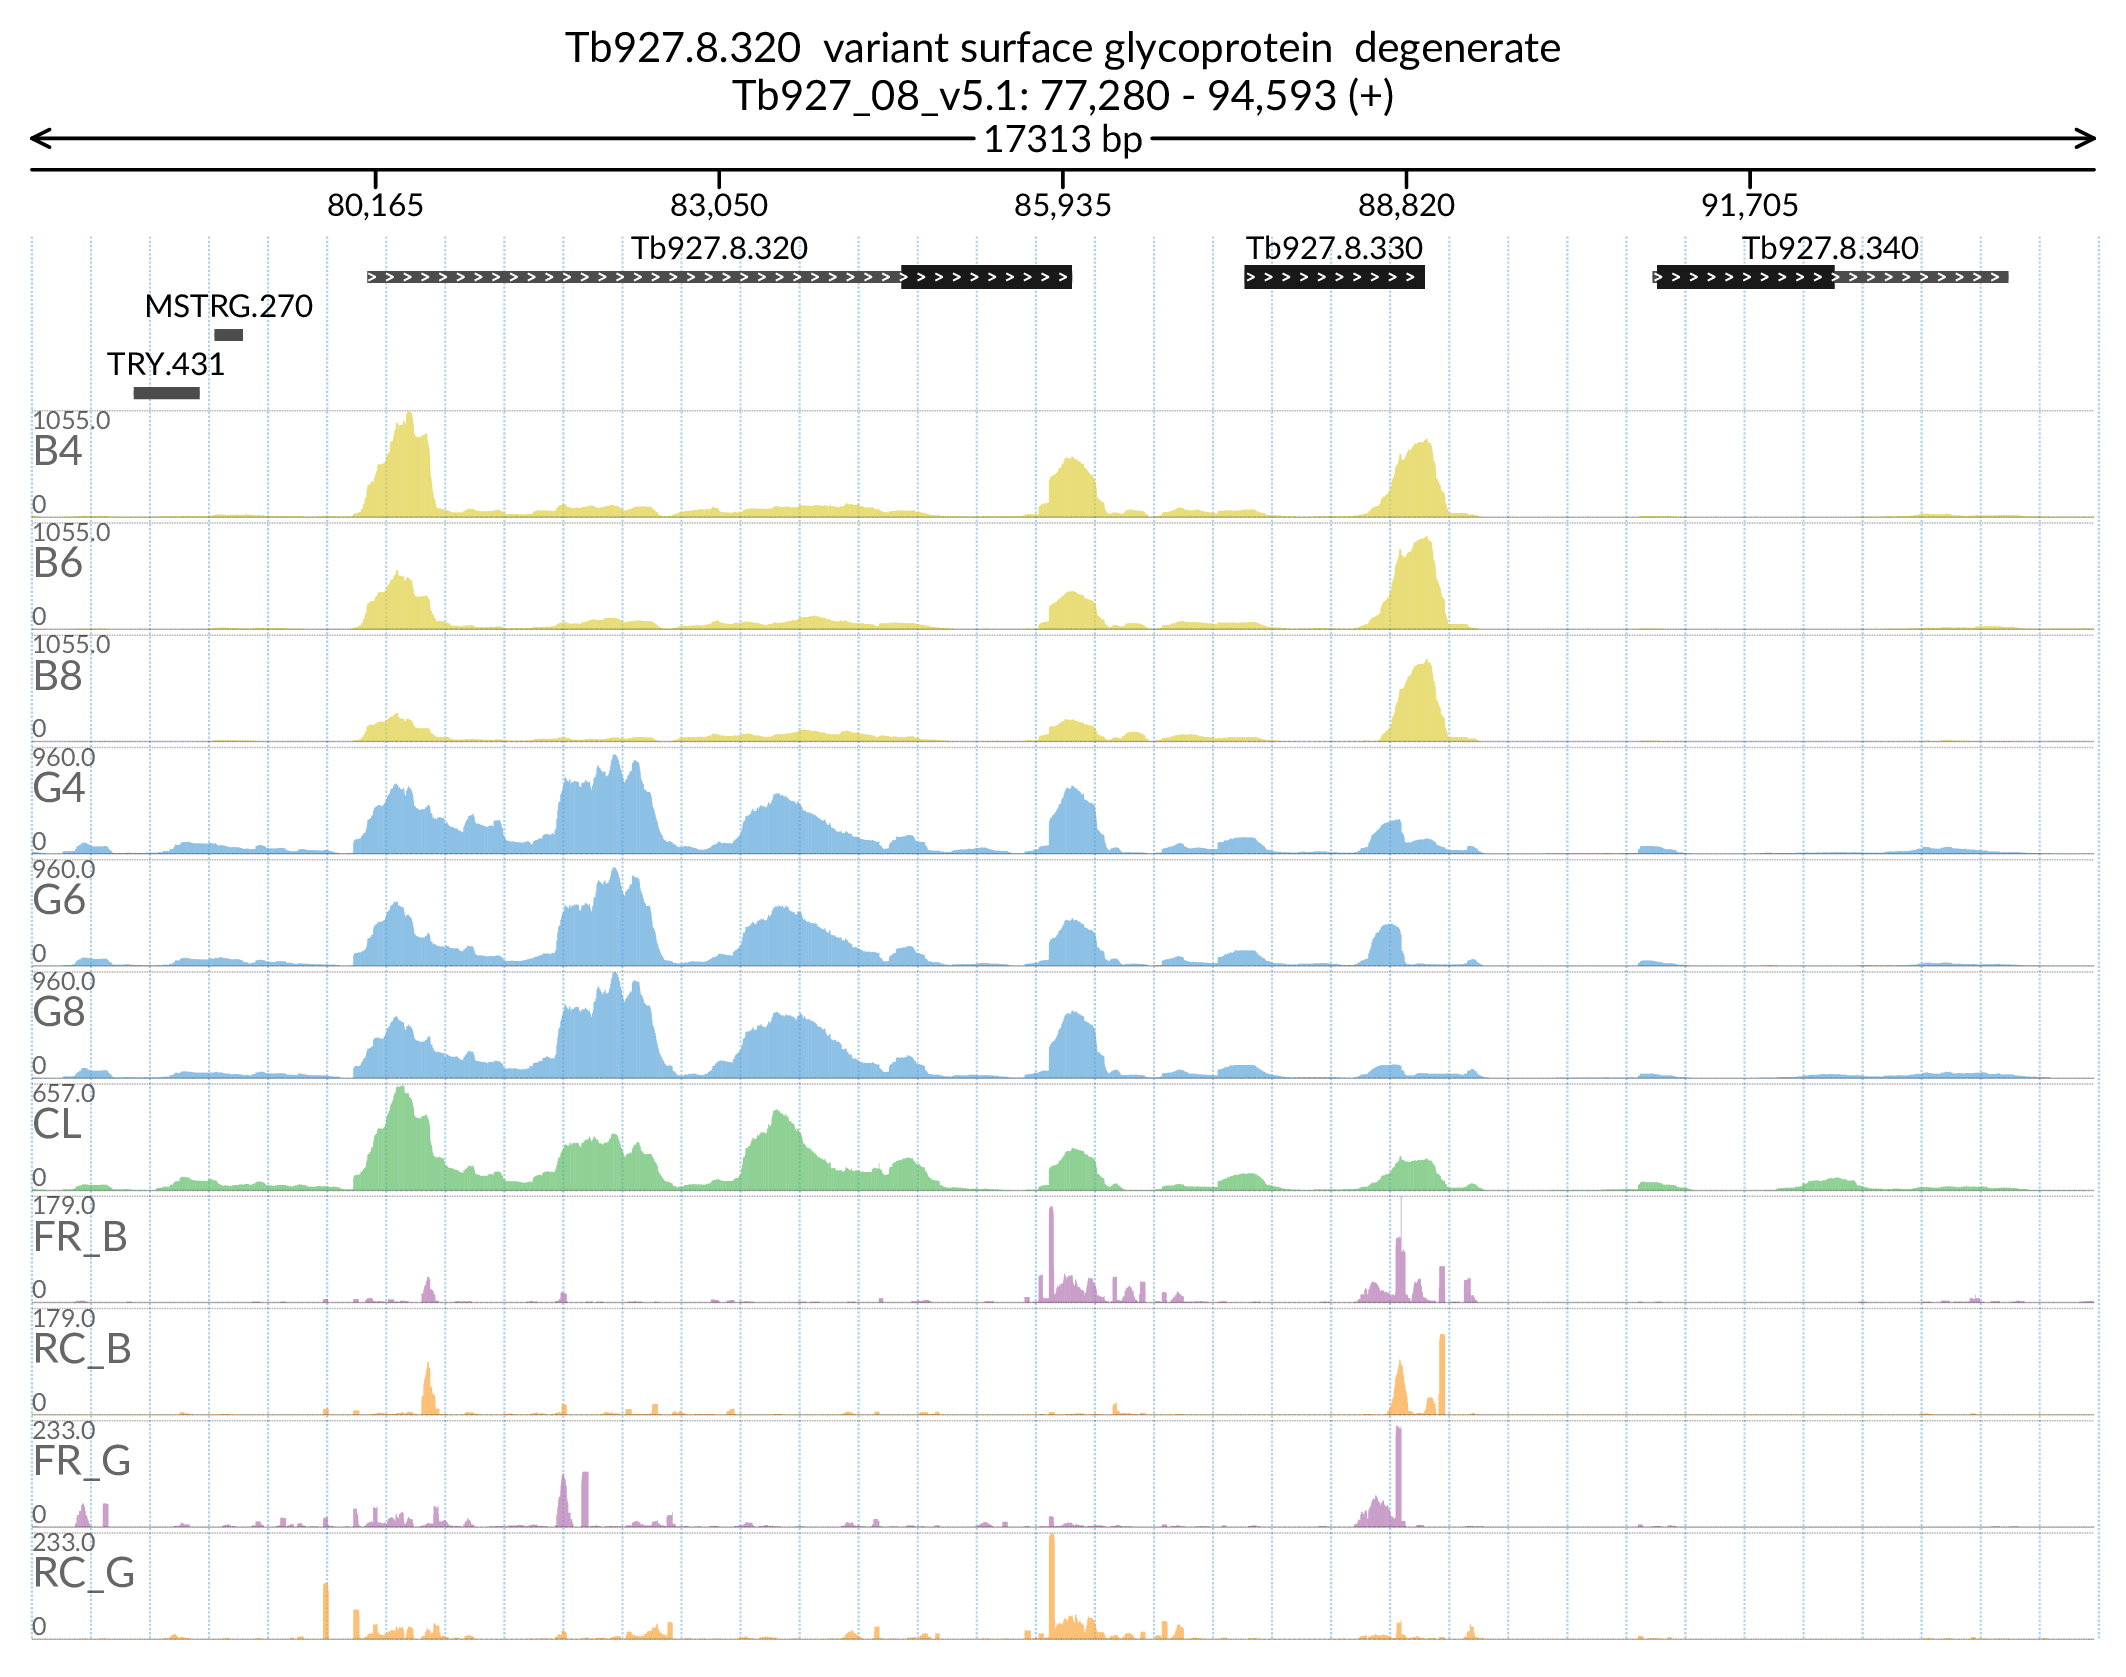 Tb927.8.320  variant surface glycoprotein  degenerate
Tb927_08_v5.1: 77,280 - 94,593 (+)
17313 bp
80,165 83,050 85,935 88,820 91,705
Tb927.8.320 Tb927.8.330 Tb927.8.340
MSTRG.270
TRY.431
1055.0
B4
0
1055.0
B6
0
1055.0
B8
0
960.0
G4
0
960.0
G6
0
960.0
G8
0
657.0
CL
0
179.0
FR_B
0
179.0
RC_B
0
233.0
FR_G
0
233.0
RC_G
0